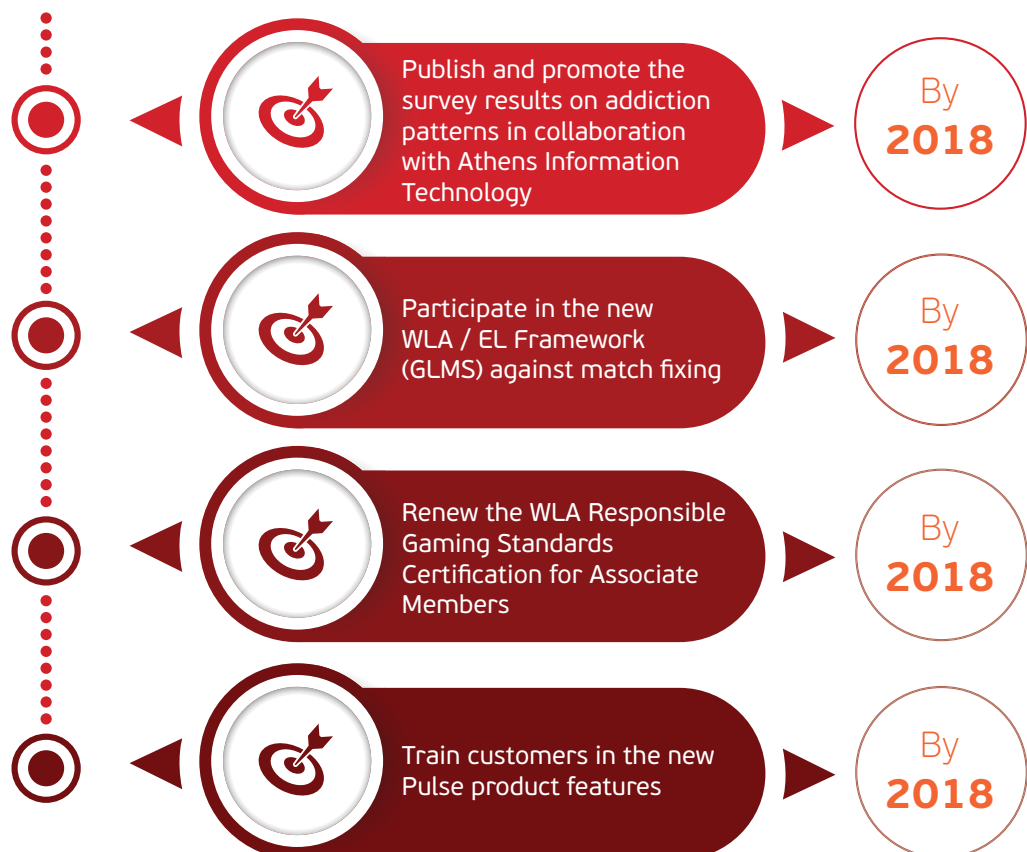 Publish and promote the
survey results on addiction
patterns in collaboration
with Athens Information
Technology
By
2018
Participate in the new
WLA / EL Framework
(GLMS) against match fixing
By
2018
Renew the WLA Responsible
Gaming Standards
Certification for Associate
Members
By
2018
Train customers in the new
Pulse product features
By
2018